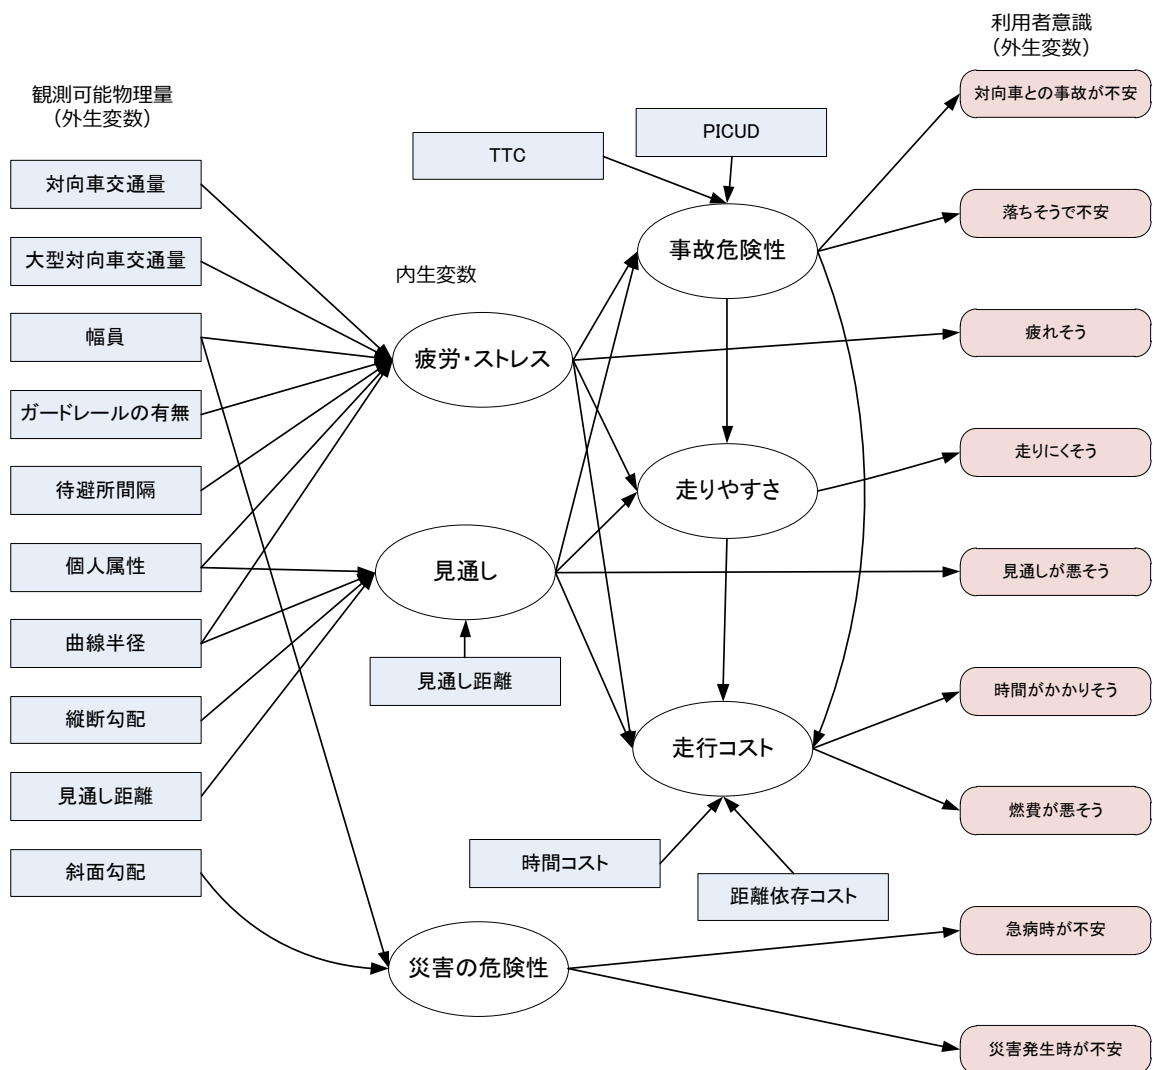 利用者意識
（外生変数）
観測可能物理量
（外生変数）
対向車との事故が不安
PICUD
TTC
対向車交通量
落ちそうで不安
事故危険性
大型対向車交通量
内生変数
幅員
疲れそう
疲労・ストレス
ガードレールの有無
走りにくそう
待避所間隔
走りやすさ
個人属性
見通し
見通しが悪そう
曲線半径
見通し距離
時間がかかりそう
縦断勾配
走行コスト
見通し距離
燃費が悪そう
時間コスト
斜面勾配
距離依存コスト
急病時が不安
災害の危険性
災害発生時が不安